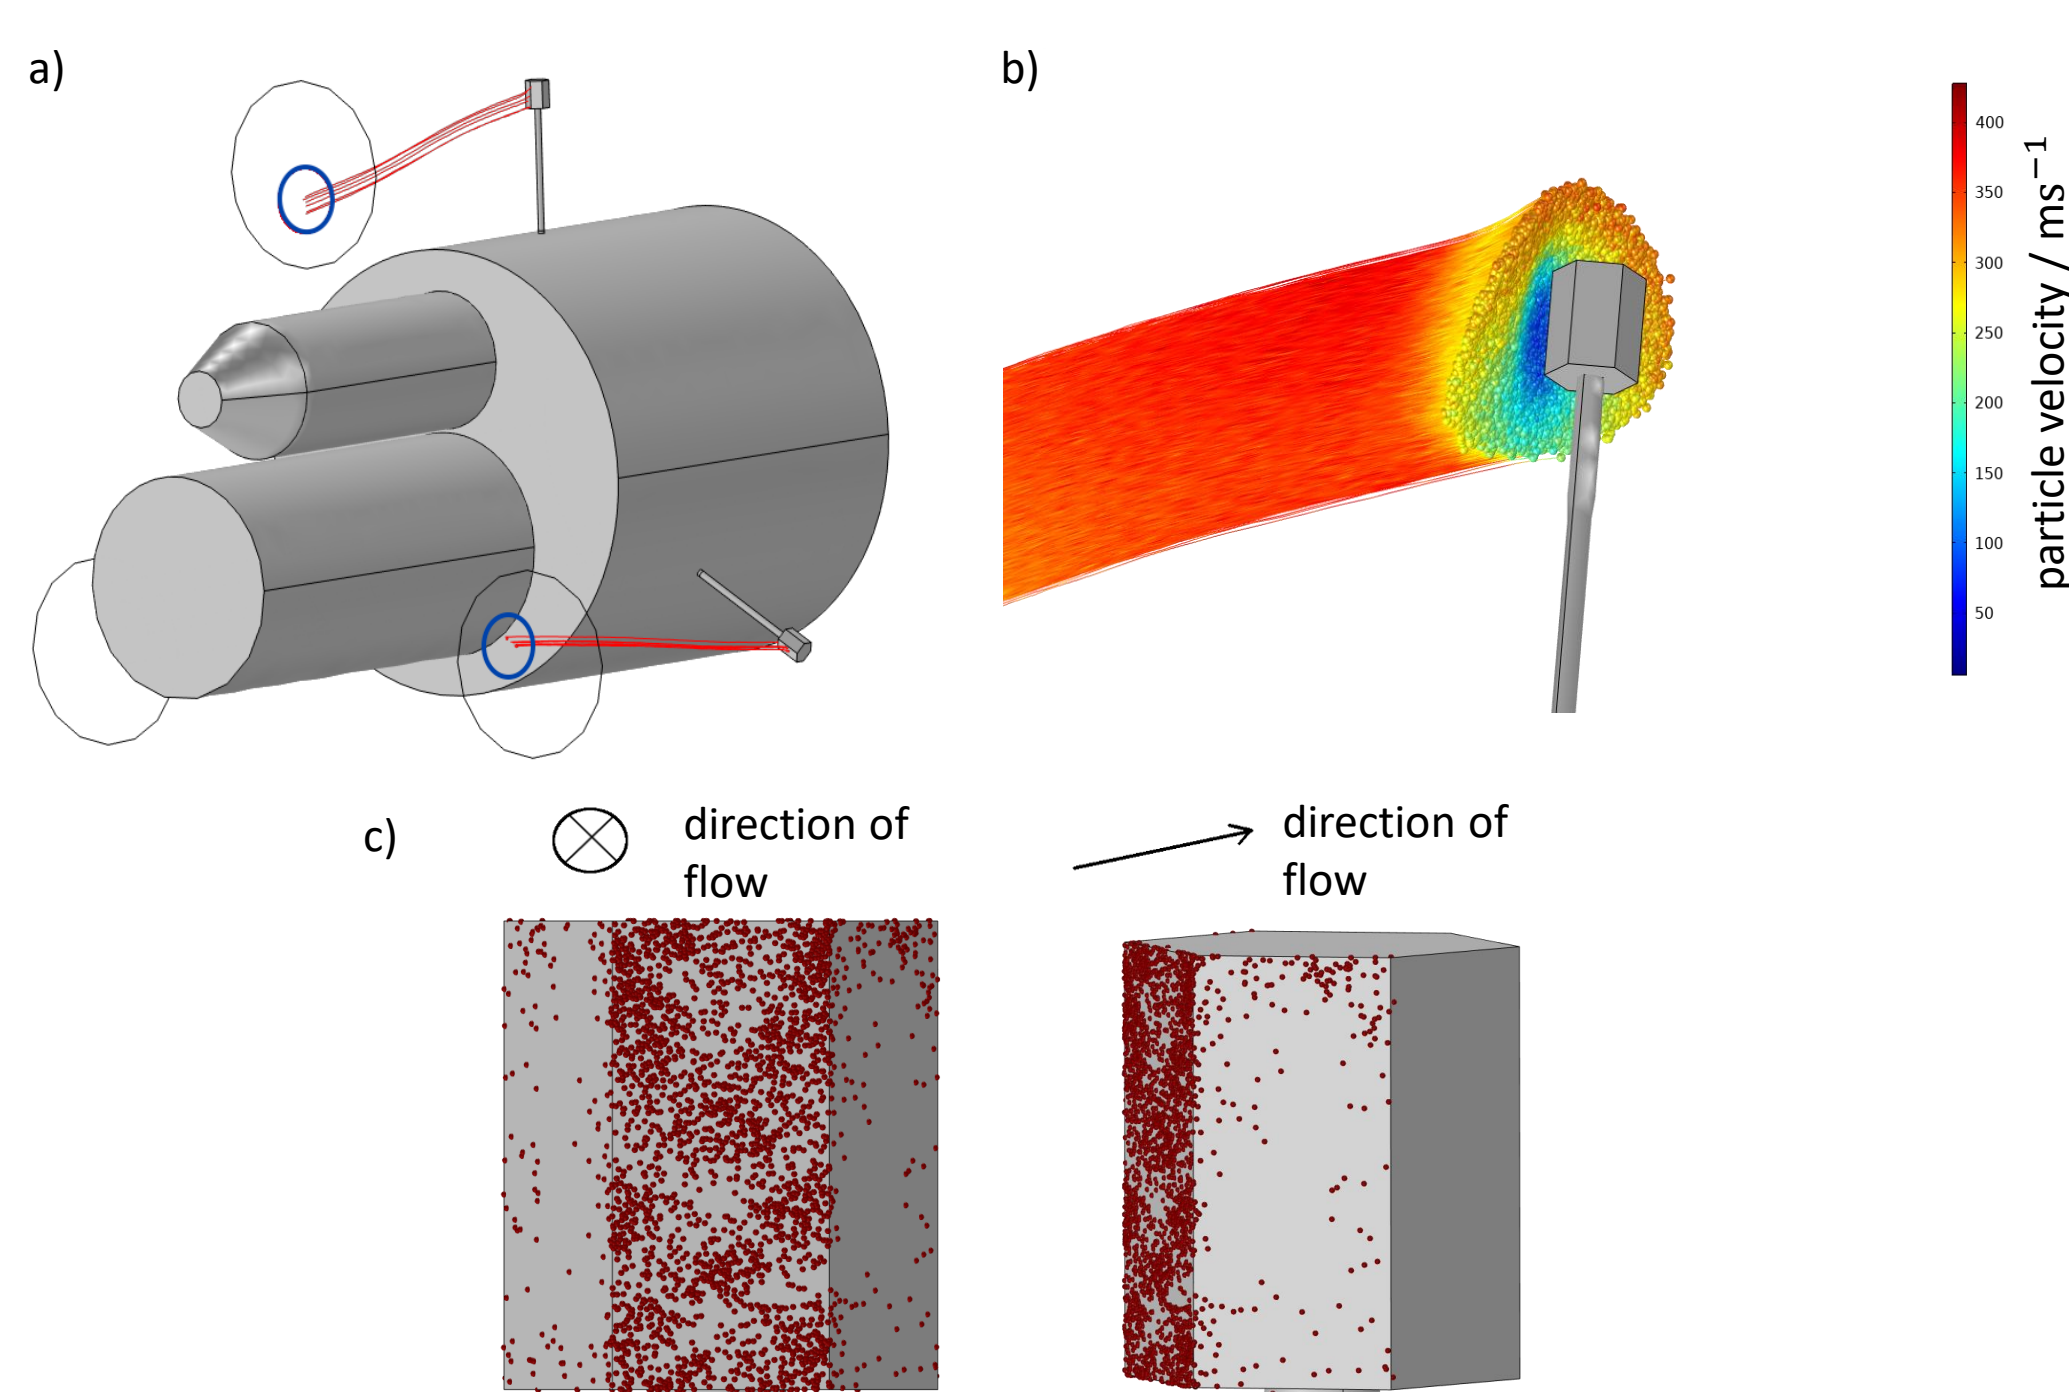 a)
b)
400
350
300
250
200
150
100
50
particle velocity / ms⁻¹
c)
direction of
flow
direction of
flow